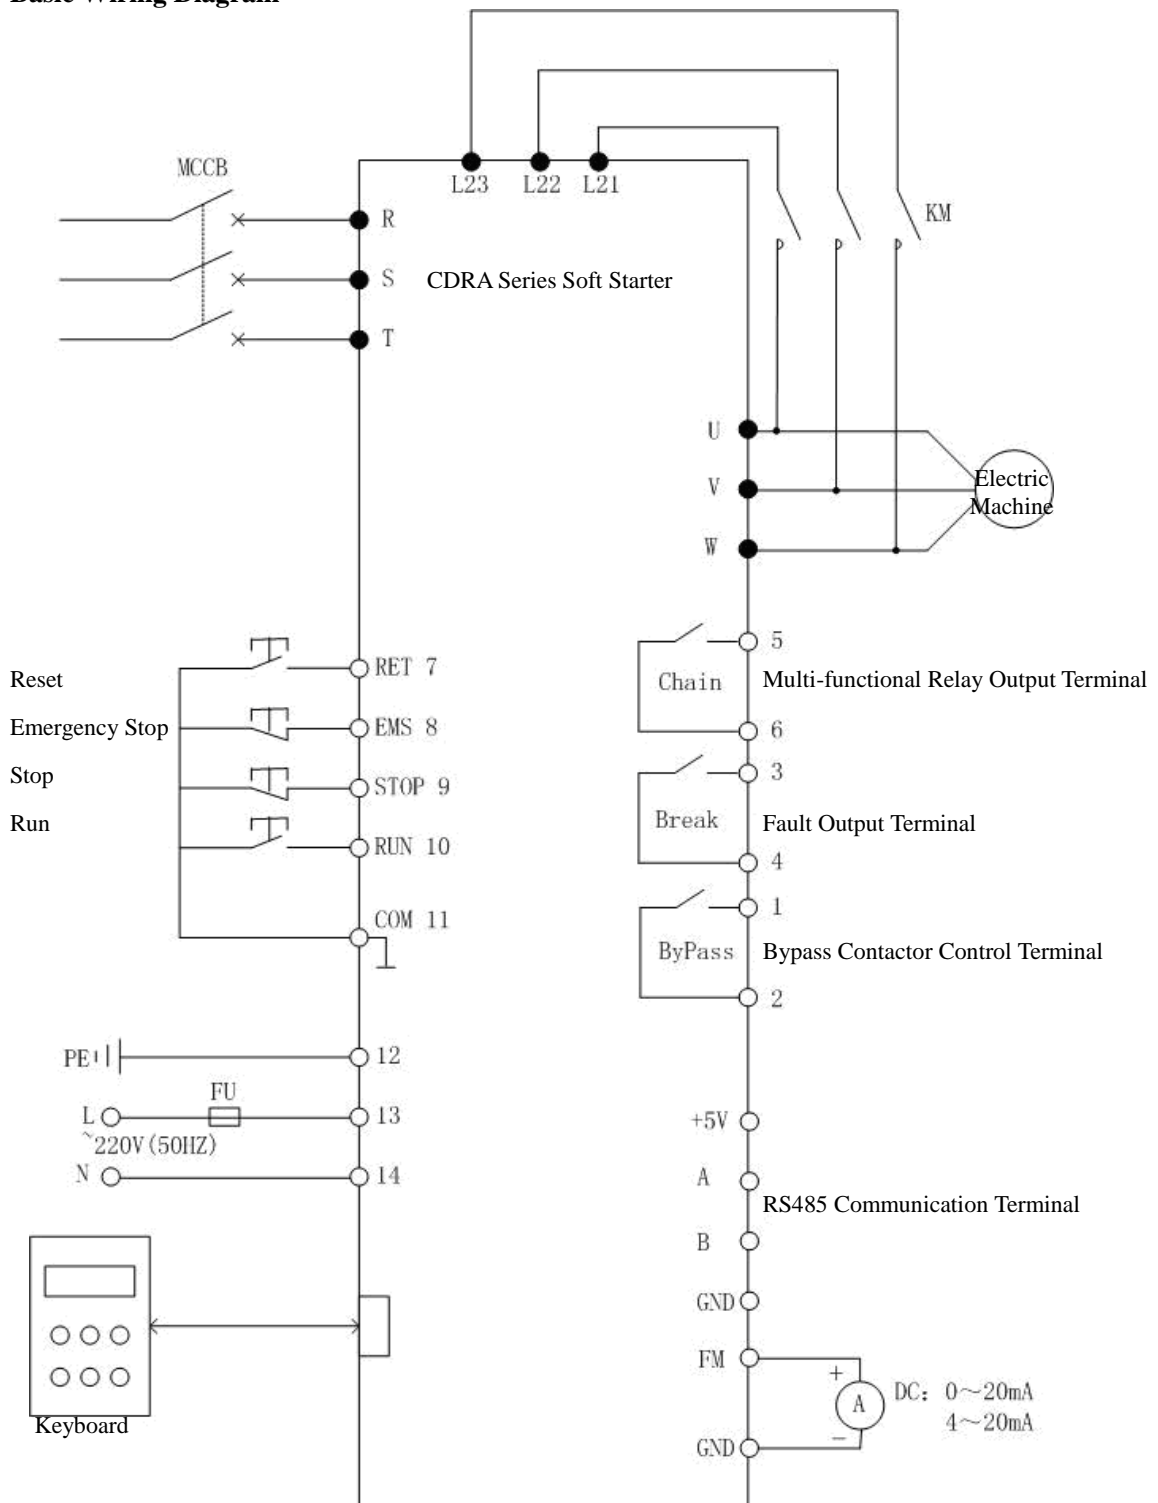 Basic Wiring Diagram
MCCB
L23 L22 L21
KM
R
S CDRA Series Soft Starter
T
U
V
W
Electric
Machine
Reset
Emergency Stop
Stop
Run
RET 7
EMS 8
STOP 9
RUN 10
COM 11
5
Chain Multi-functional Relay Output Terminal
6
3
Break Fault Output Terminal
4
1
ByPass Bypass Contactor Control Terminal
2
PE 12
FU
L 13
~220V(50HZ)
N 14
+5V
A
RS485 Communication Terminal
B
GND
FM
+
A
DC: 0~20mA
4~20mA
−
GND
Keyboard